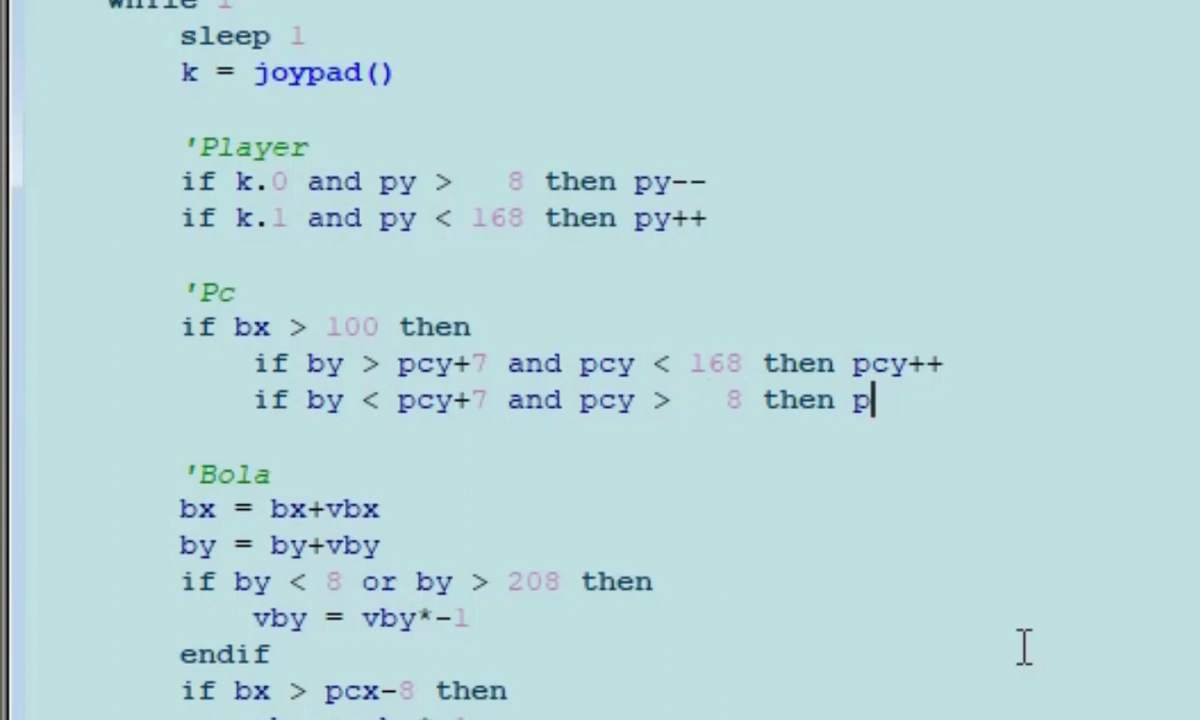 while 1
sleep 1
k = joypad()
'Player
if k.0 and py >   8 then py--
if k.1 and py < 168 then py++
'Pc
if bx > 100 then
if by > pcy+7 and pcy < 168 then pcy++
if by < pcy+7 and pcy >   8 then p
'Bola
bx = bx+vbx
by = by+vby
if by < 8 or by > 208 then
vby = vby*-1
endif
if bx > pcx-8 then